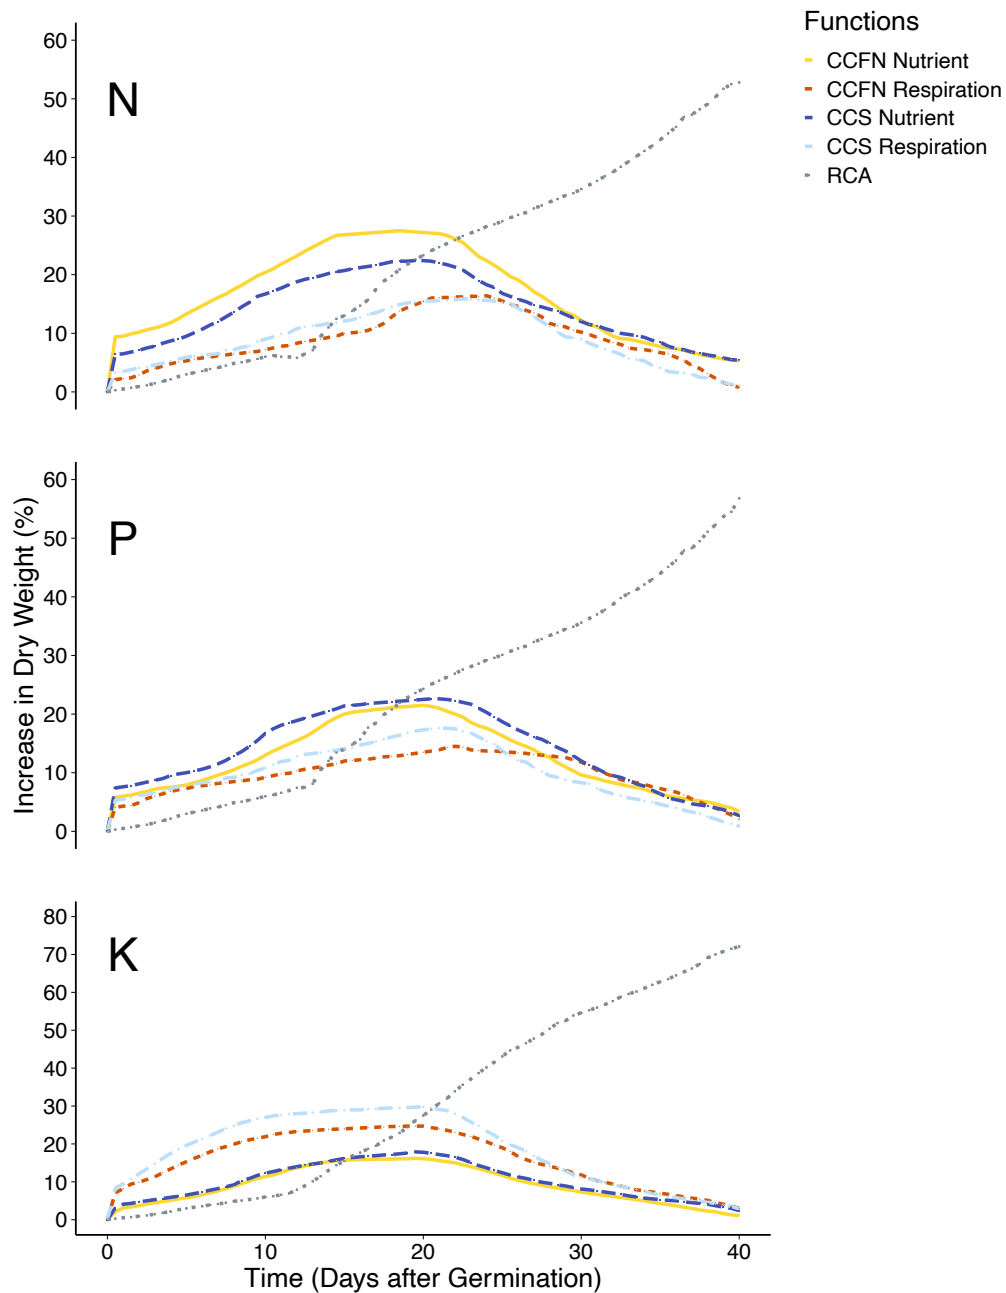 Functions
CCFN Nutrient
CCFN Respiration
CCS Nutrient
CCS Respiration
RCA
N
60
50
40
30
20
10
0
Increase in Dry Weight (%)
P
60
50
40
30
20
10
0
K
80
70
60
50
40
30
20
10
0
0 10 20 30 40
Time (Days after Germination)